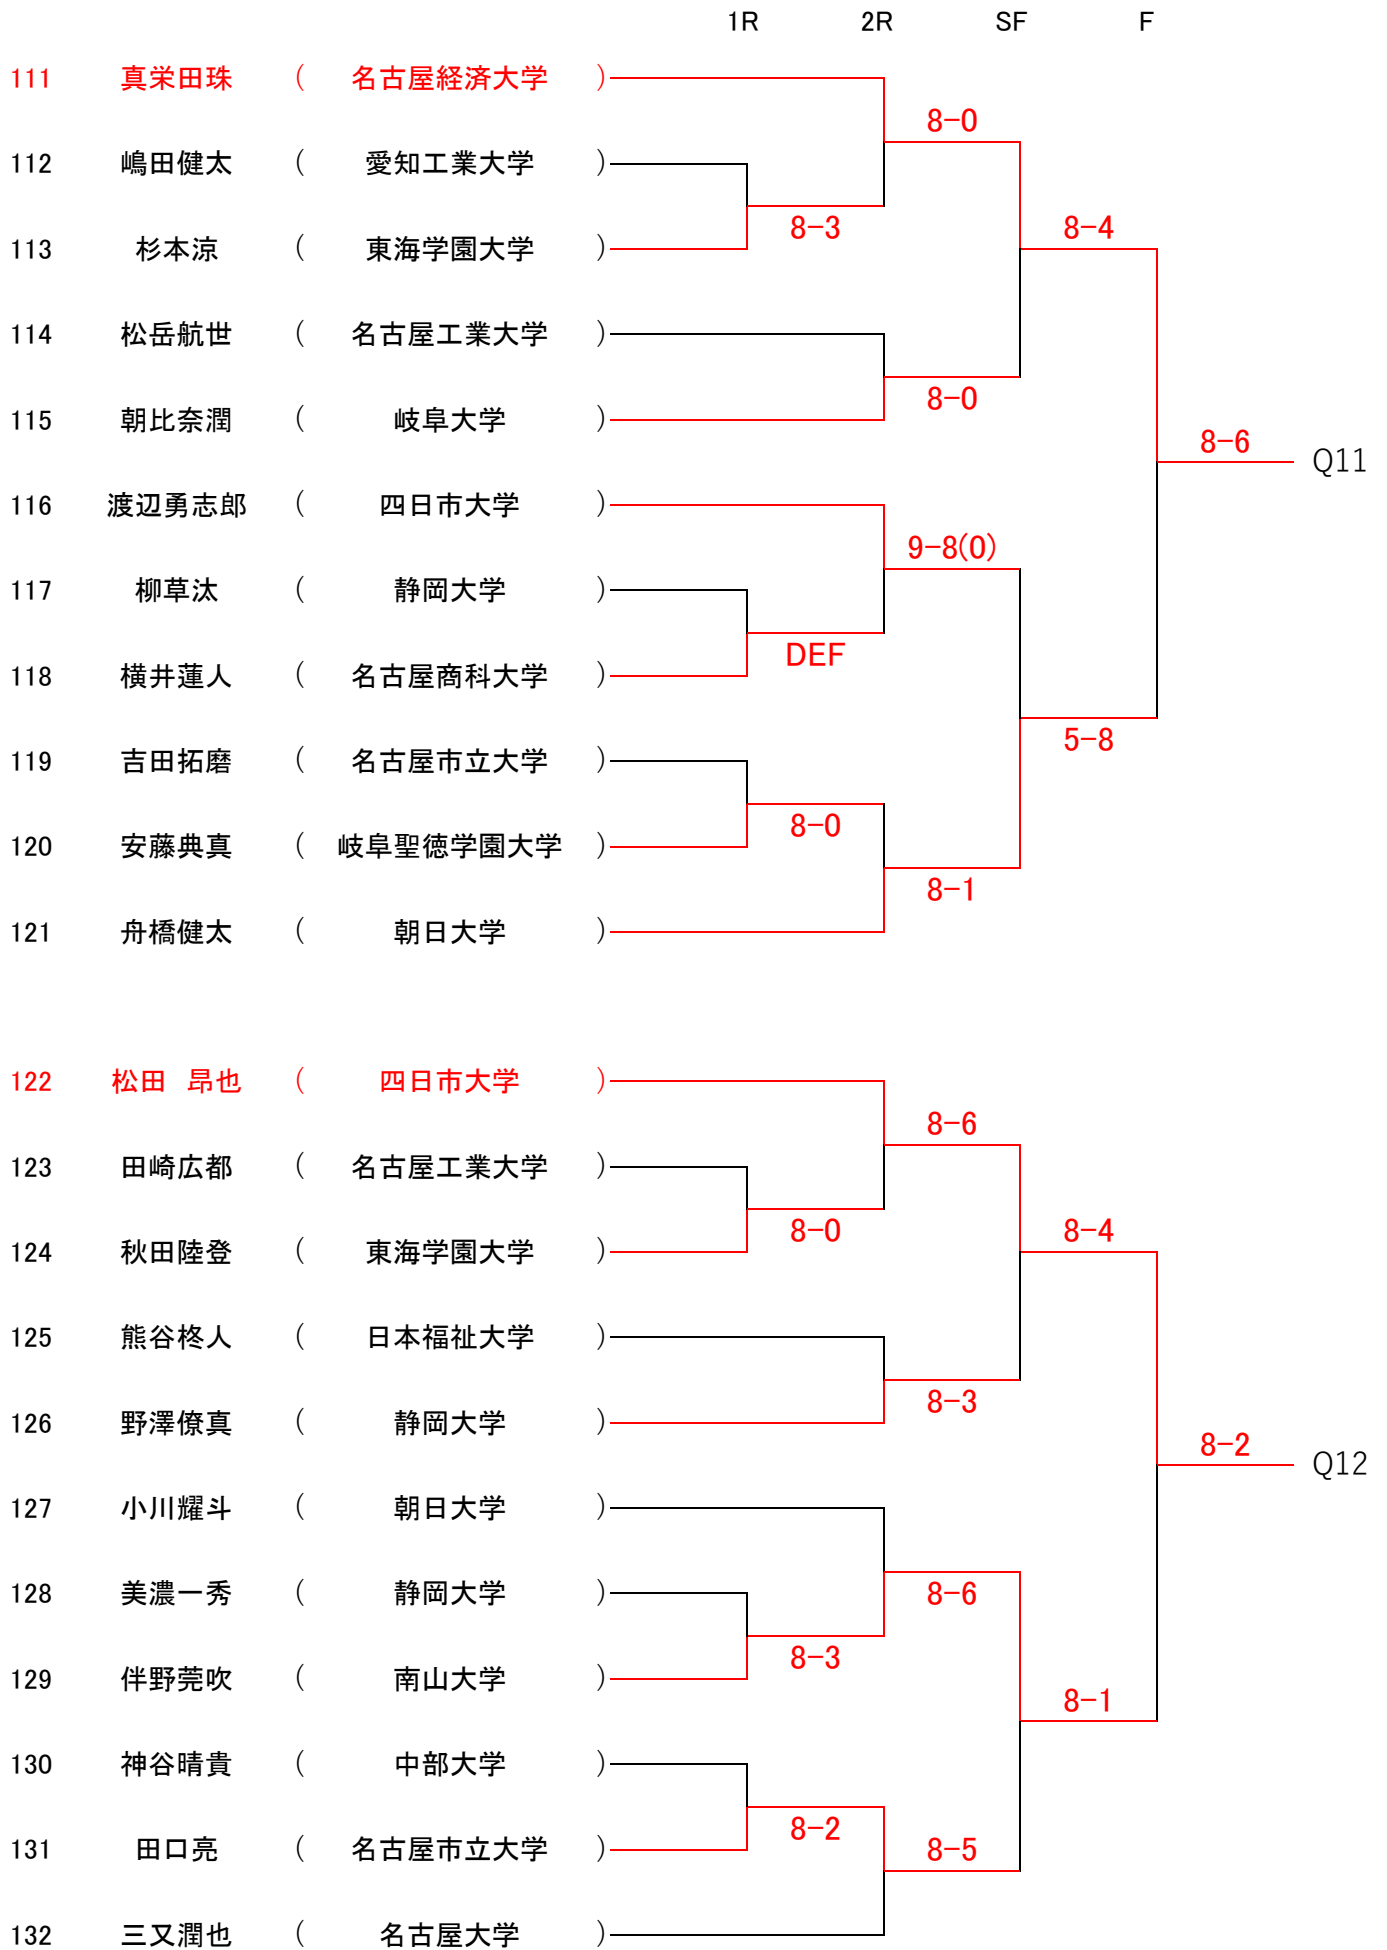 1R 2R SF F
111 真栄田珠 ( 名古屋経済大学 )
8-0
112 嶋田健太 ( 愛知工業大学 )
8-3 8-4
113 杉本涼 ( 東海学園大学 )
114 松岳航世 ( 名古屋工業大学 )
8-0
115 朝比奈潤 ( 岐阜大学 )
8-6 Q11
116 渡辺勇志郎 ( 四日市大学 )
9-8(0)
117 柳草汰 ( 静岡大学 )
DEF
118 横井蓮人 ( 名古屋商科大学 )
5-8
119 吉田拓磨 ( 名古屋市立大学 )
8-0
120 安藤典真 ( 岐阜聖徳学園大学 )
8-1
121 舟橋健太 ( 朝日大学 )
122 松田 昂也 ( 四日市大学 )
8-6
123 田崎広都 ( 名古屋工業大学 )
8-0 8-4
124 秋田陸登 ( 東海学園大学 )
125 熊谷柊人 ( 日本福祉大学 )
8-3
126 野澤僚真 ( 静岡大学 )
8-2 Q12
127 小川耀斗 ( 朝日大学 )
128 美濃一秀 ( 静岡大学 )
8-6
8-3
129 伴野莞吹 ( 南山大学 )
8-1
130 神谷晴貴 ( 中部大学 )
8-2
131 田口亮 ( 名古屋市立大学 )
8-5
132 三又潤也 ( 名古屋大学 )